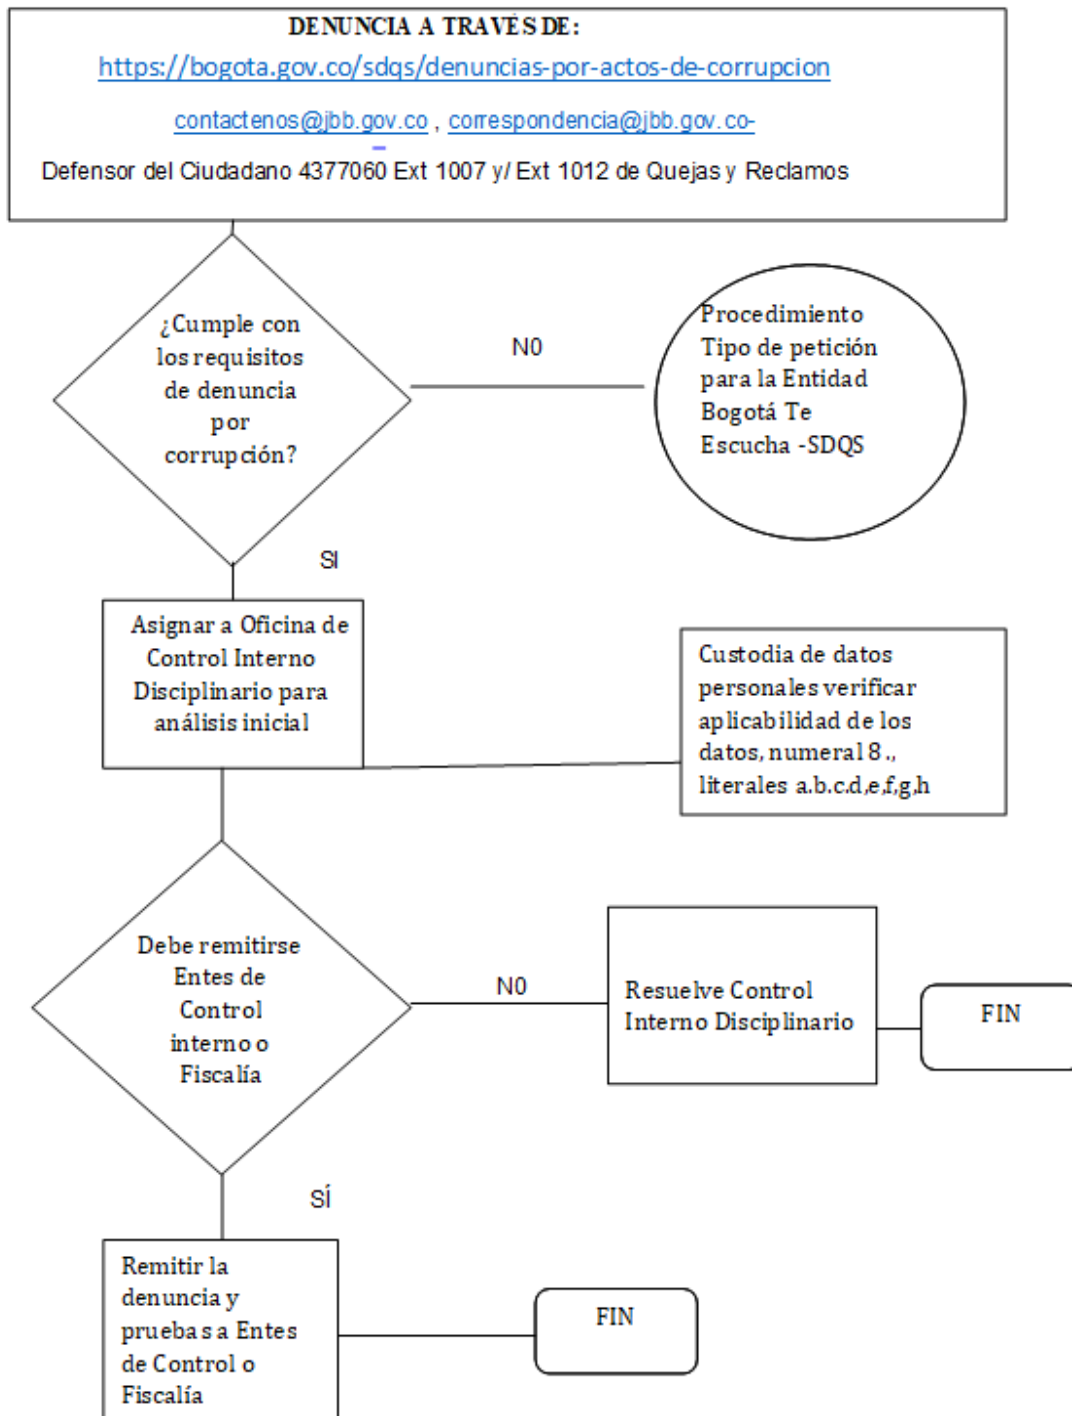 DENUNCIA A TRAVÉS DE:
https://bogota.gov.co/sdqs/denuncias-por-actos-de-corrupcion
contactenos@jbb.gov.co , correspondencia@jbb.gov.co-
Defensor del Ciudadano 4377060 Ext 1007 y/ Ext 1012 de Quejas y Reclamos
¿Cumple con
los requisitos
de denuncia
por
corrupción?
N0
Procedimiento
Tipo de petición
para la Entidad
Bogotá Te
Escucha -SDQS
SI
Asignar a Oficina de
Control Interno
Disciplinario para
análisis inicial
Custodia de datos
personales verificar
aplicabilidad de los
datos, numeral 8 .,
literales a.b.c.d,e,f,g,h
Debe remitirse
Entes de
Control
interno o
Fiscalía
N0
Resuelve Control
Interno Disciplinario
FIN
SÍ
Remitir la
denuncia y
pruebas a Entes
de Control o
Fiscalía
FIN